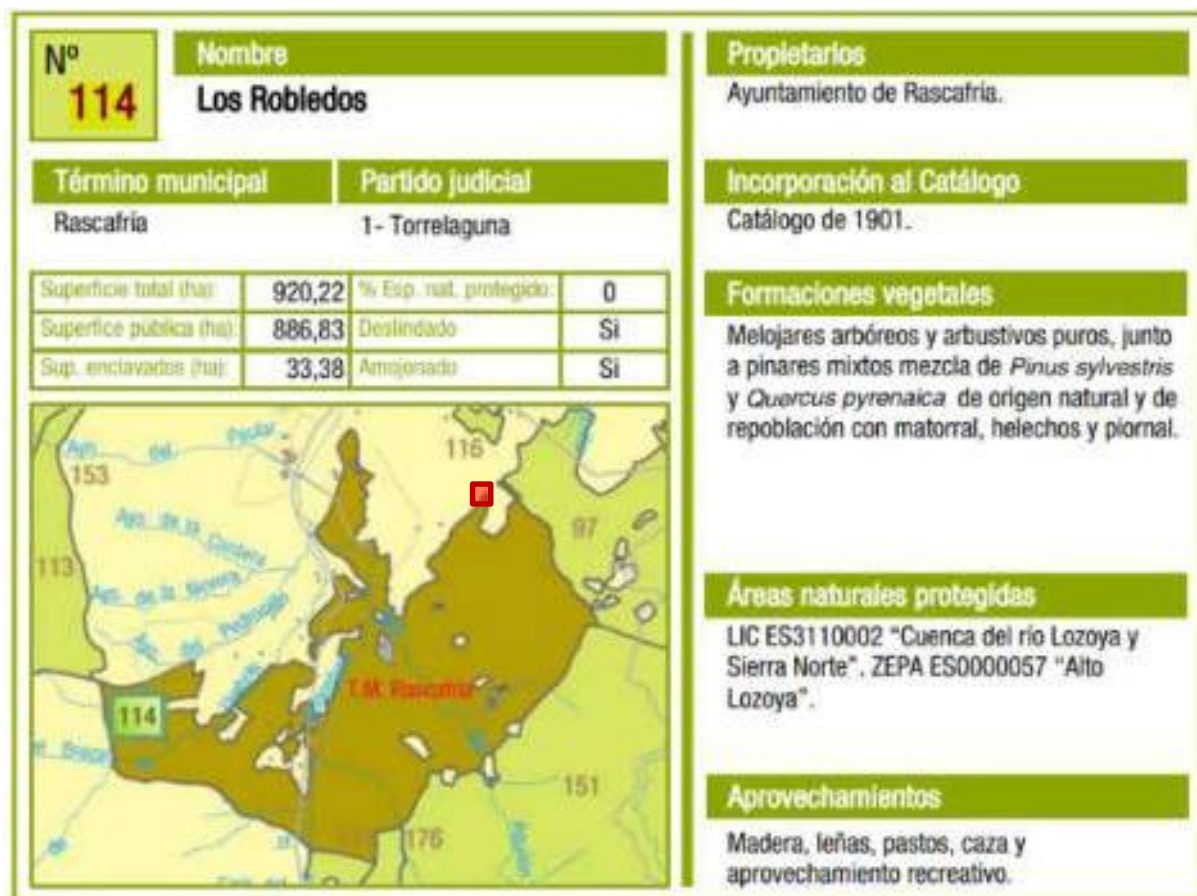 Nº
114
Nombre
Los Robledos
Término municipal
Partido judicial
Rascafría
1- Torrelaguna
Superficie total (ha): 920,22 % Esp. nat. protegido: 0
Superfice pública (ha): 886,83 Deslindado Si
Sup. enclavados (ha): 33,38 Amojonado Si
Propietarios
Ayuntamiento de Rascafría.
Incorporación al Catálogo
Catálogo de 1901.
Formaciones vegetales
Melojares arbóreos y arbustivos puros, junto
a pinares mixtos mezcla de Pinus sylvestris
y Quercus pyrenaica de origen natural y de
repoblación con matorral, helechos y piornal.
Áreas naturales protegidas
LIC ES3110002 "Cuenca del río Lozoya y
Sierra Norte". ZEPA ES0000057 "Alto
Lozoya".
Aprovechamientos
Madera, leñas, pastos, caza y
aprovechamiento recreativo.
116
153
97
113
T.M. Rascafría
114
151
176